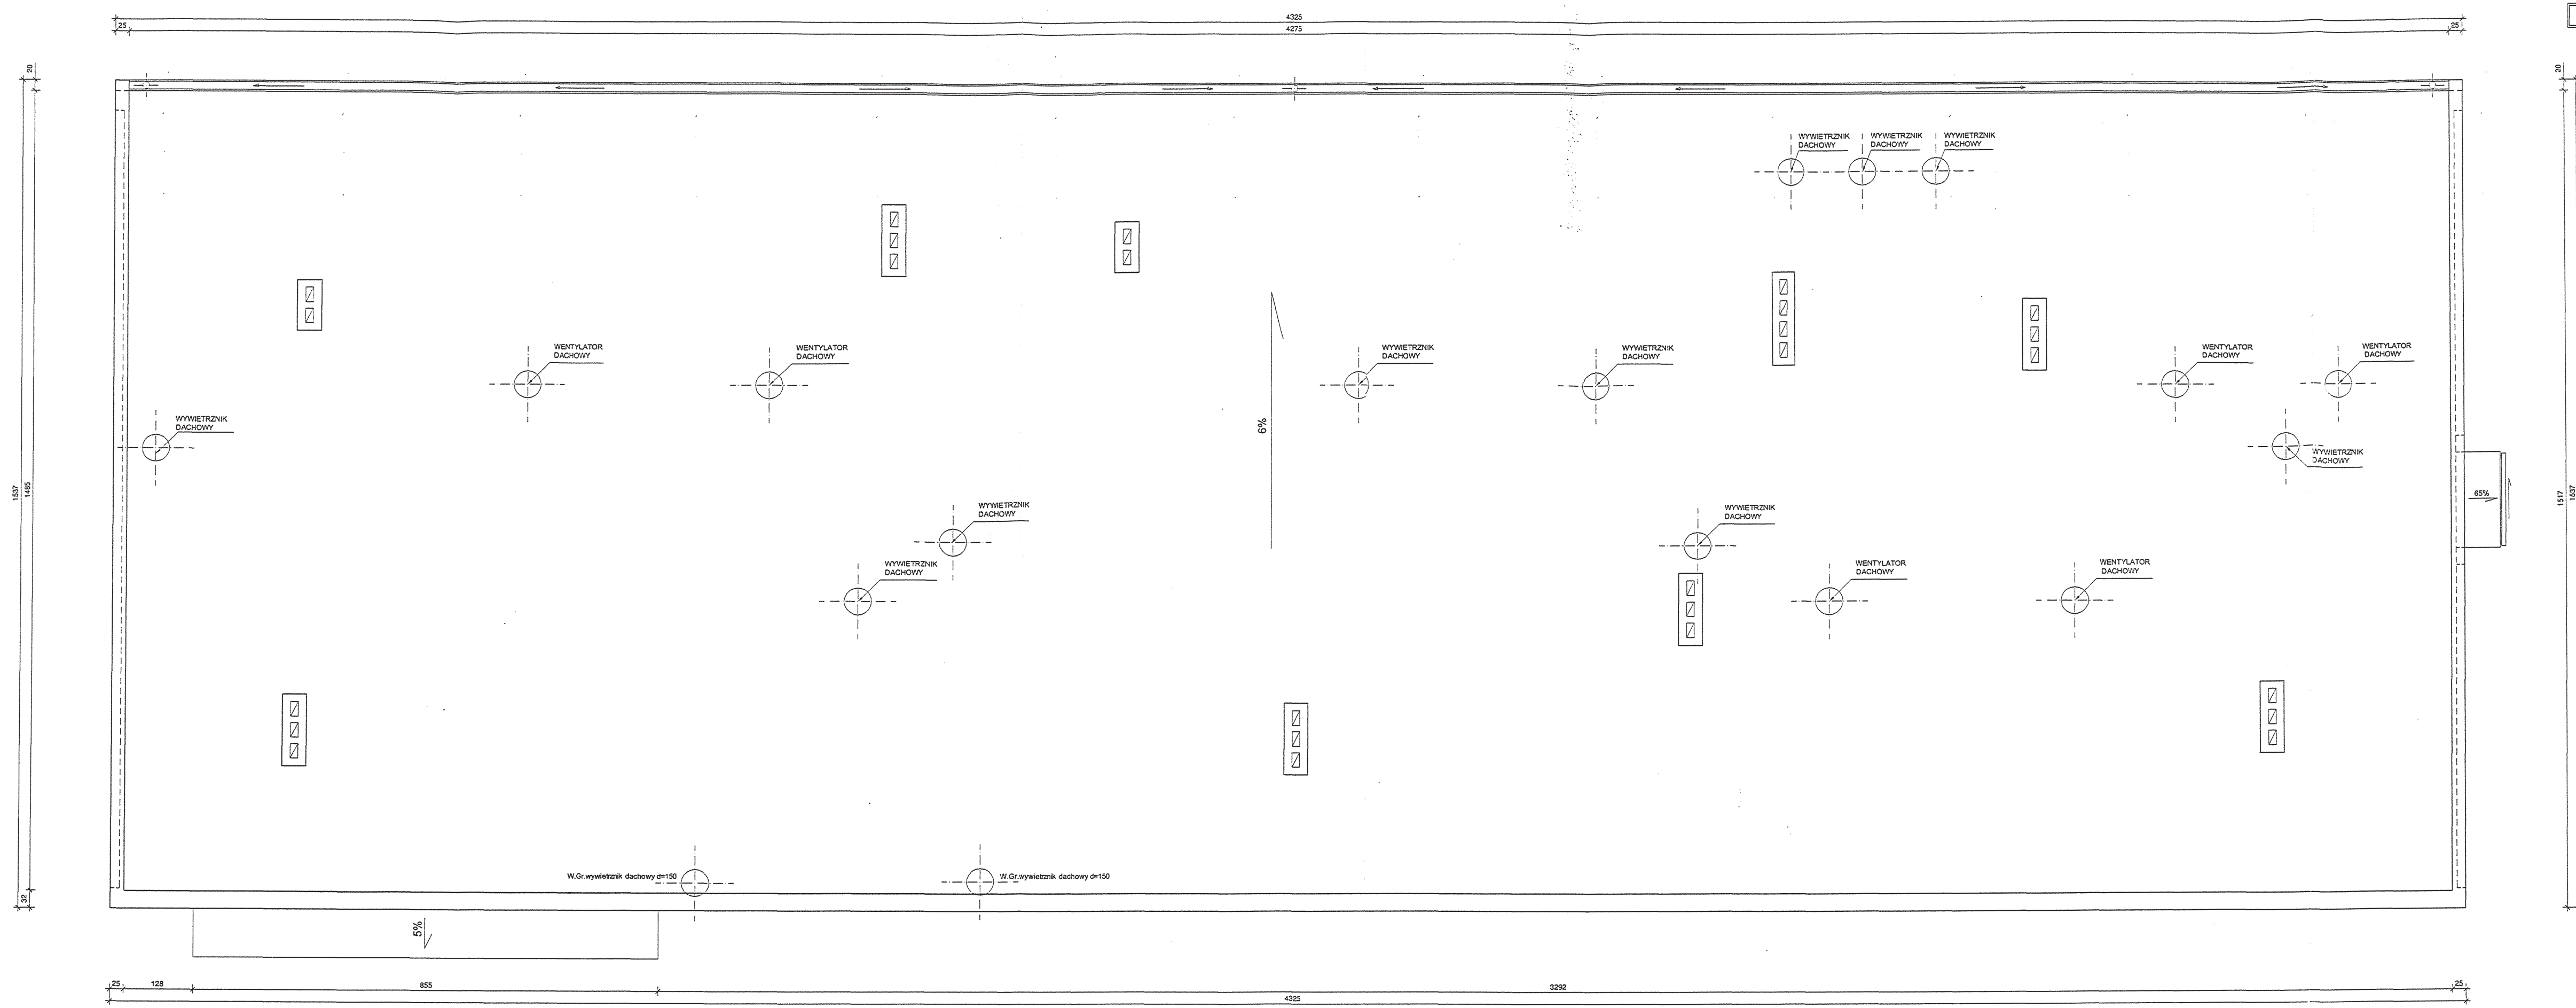 4325
25
4275
25
20
20
WYWIETRZNIK
DACHOWY
WYWIETRZNIK
DACHOWY
WYWIETRZNIK
DACHOWY
WENTYLATOR
DACHOWY
WENTYLATOR
DACHOWY
WYWIETRZNIK
DACHOWY
WYWIETRZNIK
DACHOWY
WENTYLATOR
DACHOWY
WENTYLATOR
DACHOWY
WYWIETRZNIK
DACHOWY
6%
WYWIETRZNIK
DACHOWY
1537
1485
65%
1517
1537
WYWIETRZNIK
DACHOWY
WYWIETRZNIK
DACHOWY
WYWIETRZNIK
DACHOWY
WENTYLATOR
DACHOWY
WENTYLATOR
DACHOWY
W.Gr.wywietrznik dachowy d=150
W.Gr.wywietrznik dachowy d=150
32
5%
25
128
855
3292
25
4325